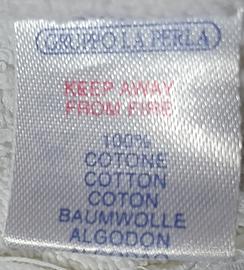 GRUPPO LA PERLA
KEEP AWAY
FROM FIRE
100%
COTONE
COTTON
COTON
BAUMWOLLE
ALGODON